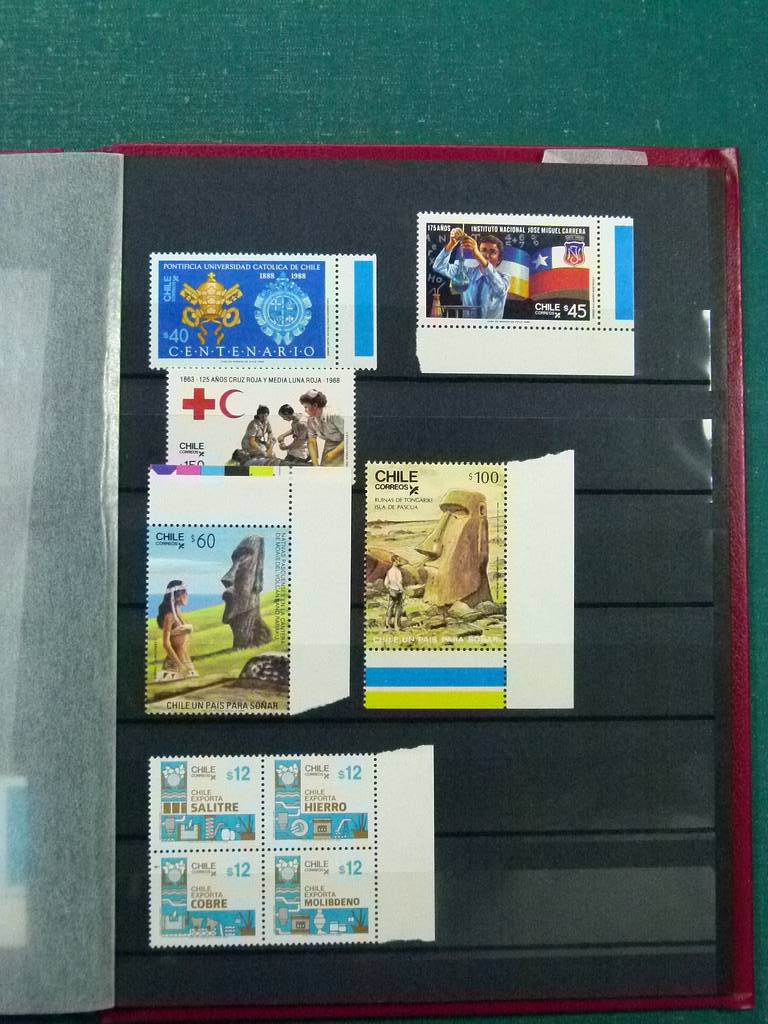 PONTIFICIA UNIVERSIDAD CATOLICA DE CHILE
1888 1988
CHILE
CORREOS
$40
C·E·N·T·E·N·A·R·I·O
175 AÑOS INSTITUTO NACIONAL JOSE MIGUEL CARRERA
CHILE
CORREOS $45
1863 · 125 AÑOS CRUZ ROJA Y MEDIA LUNA ROJA · 1988
CHILE
CORREOS
$150
CHILE
CORREOS $60
CHILE UN PAIS PARA SOÑAR
CHILE
CORREOS $100
RUINAS DE TONGARIKI
ISLA DE PASCUA
CHILE UN PAIS PARA SOÑAR
CHILE
CORREOS $12
CHILE
EXPORTA
SALITRE
CHILE
CORREOS $12
CHILE
EXPORTA
HIERRO
CHILE
CORREOS $12
CHILE
EXPORTA
COBRE
CHILE
CORREOS $12
CHILE
EXPORTA
MOLIBDENO